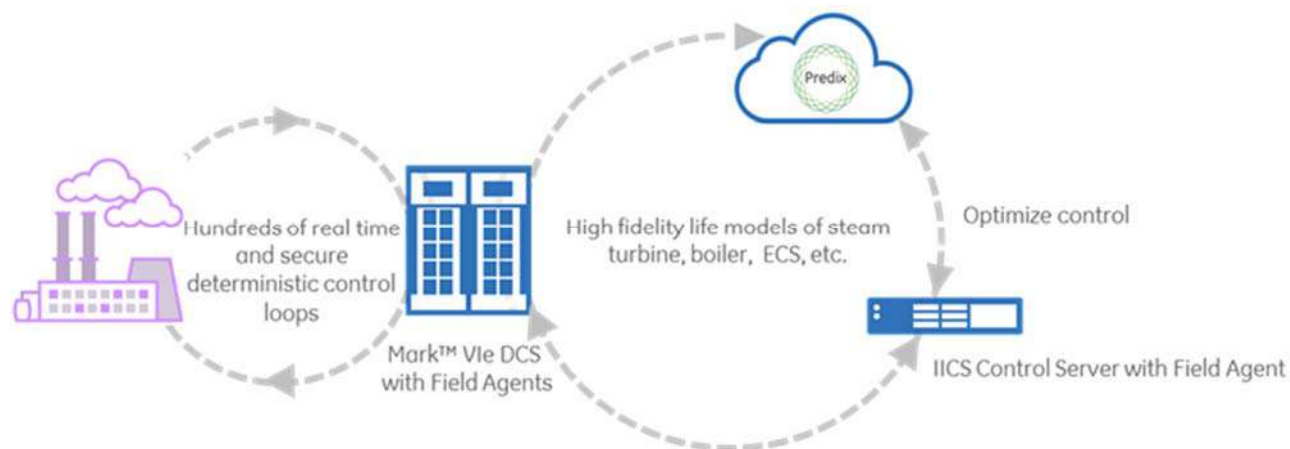 Predix
Hundreds of real time
and secure
deterministic control
loops
High fidelity life models of steam
turbine, boiler, ECS, etc.
Optimize control
Mark™ VIe DCS
with Field Agents
IICS Control Server with Field Agent